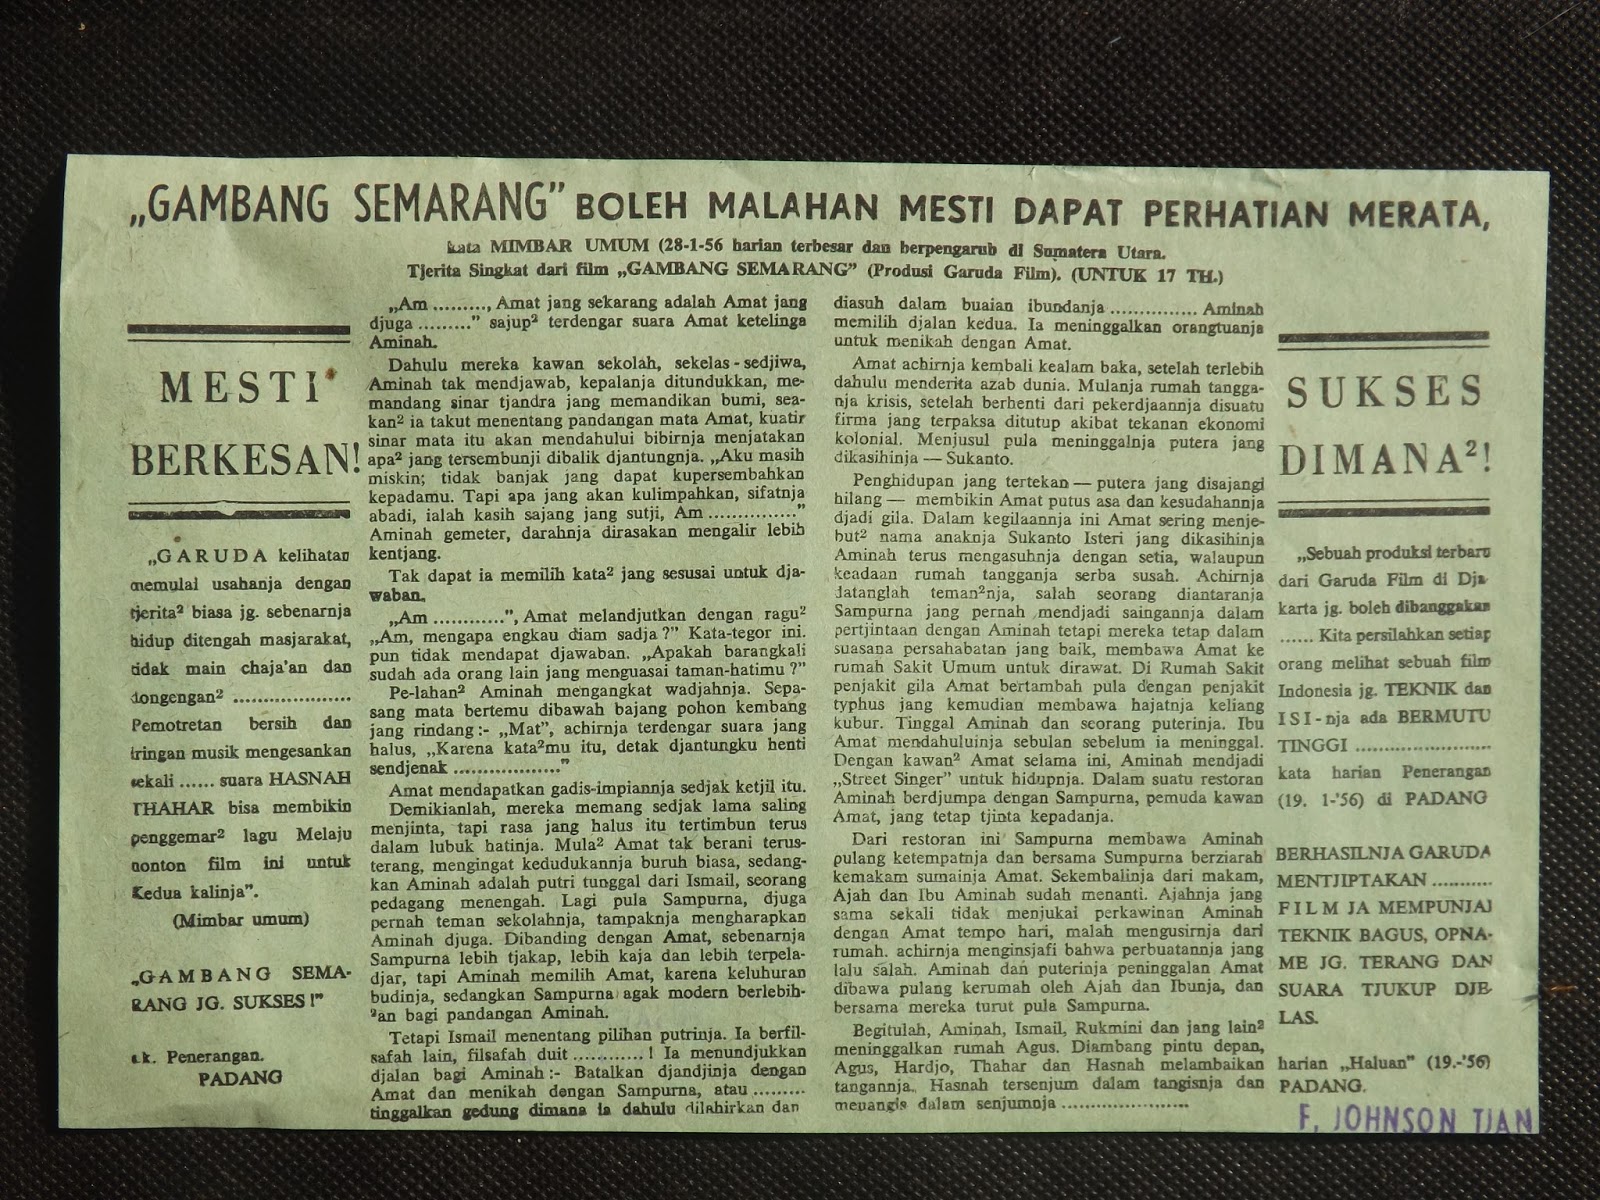 „GAMBANG SEMARANG” BOLEH MALAHAN MESTI DAPAT PERHATIAN MERATA,
kata MIMBAR UMUM (28-1-56 harian terbesar dan berpengarub di Sumatera Utara.
Tjerita Singkat dari film „GAMBANG SEMARANG” (Produsi Garuda Film). (UNTUK 17 TH.)
MESTI
BERKESAN!
„GARUDA kelihatan
memulai usahanja dengan
tjerita² biasa jg. sebenarnja
hidup ditengah masjarakat,
tidak main chaja'an dan
dongengan² ....................
Pemotretan bersih dan
iringan musik mengesankan
sekali ...... suara HASNAH
THAHAR bisa membikin
penggemar² lagu Melaju
nonton film ini untuk
Kedua kalinja”.
(Mimbar umum)
„GAMBANG SEMA-
RANG JG. SUKSES !”
s.k. Penerangan.
PADANG
„Am .........., Amat jang sekarang adalah Amat jang
djuga .........” sajup² terdengar suara Amat ketelinga
Aminah.
Dahulu mereka kawan sekolah, sekelas - sedjiwa,
Aminah tak mendjawab, kepalanja ditundukkan, me-
mandang sinar tjandra jang memandikan bumi, sea-
kan² ia takut menentang pandangan mata Amat, kuatir
sinar mata itu akan mendahului bibirnja menjatakan
apa² jang tersembunji dibalik djantungnja. „Aku masih
miskin; tidak banjak jang dapat kupersembahkan
kepadamu. Tapi apa jang akan kulimpahkan, sifatnja
abadi, ialah kasih sajang jang sutji, Am ...............”
Aminah gemeter, darahnja dirasakan mengalir lebih
kentjang.
Tak dapat ia memilih kata² jang sesusai untuk dja-
waban.
„Am ............”, Amat melandjutkan dengan ragu²
„Am, mengapa engkau diam sadja ?” Kata-tegor ini.
pun tidak mendapat djawaban. „Apakah barangkali
sudah ada orang lain jang menguasai taman-hatimu ?”
Pe-lahan² Aminah mengangkat wadjahnja. Sepa-
sang mata bertemu dibawah bajang pohon kembang
jang rindang :- „Mat”, achirnja terdengar suara jang
halus, „Karena kata²mu itu, detak djantungku henti
sendjenak ..................”
Amat mendapatkan gadis-impiannja sedjak ketjil itu.
Demikianlah, mereka memang sedjak lama saling
menjinta, tapi rasa jang halus itu tertimbun terus
dalam lubuk hatinja. Mula² Amat tak berani terus-
terang, mengingat kedudukannja buruh biasa, sedang-
kan Aminah adalah putri tunggal dari Ismail, seorang
pedagang menengah. Lagi pula Sampurna, djuga
pernah teman sekolahnja, tampaknja mengharapkan
Aminah djuga. Dibanding dengan Amat, sebenarnja
Sampurna lebih tjakap, lebih kaja dan lebih terpela-
djar, tapi Aminah memilih Amat, karena keluhuran
budinja, sedangkan Sampurna agak modern berlebih-
²an bagi pandangan Aminah.
Tetapi Ismail menentang pilihan putrinja. Ia berfil-
safah lain, filsafah duit ............ ! Ia menundjukkan
djalan bagi Aminah :- Batalkan djandjinja dengan
Amat dan menikah dengan Sampurna, atau .........
tinggalkan gedung dimana ia dahulu dilahirkan dan
diasuh dalam buaian ibundanja ............... Aminah
memilih djalan kedua. Ia meninggalkan orangtuanja
untuk menikah dengan Amat.
Amat achirnja kembali kealam baka, setelah terlebih
dahulu menderita azab dunia. Mulanja rumah tangga-
nja krisis, setelah berhenti dari pekerdjaannja disuatu
firma jang terpaksa ditutup akibat tekanan ekonomi
kolonial. Menjusul pula meninggalnja putera jang
dikasihinja — Sukanto.
Penghidupan jang tertekan — putera jang disajangi
hilang — membikin Amat putus asa dan kesudahannja
djadi gila. Dalam kegilaannja ini Amat sering menje-
but² nama anaknja Sukanto Isteri jang dikasihinja
Aminah terus mengasuhnja dengan setia, walaupun
keadaan rumah tangganja serba susah. Achirnja
datanglah teman²nja, salah seorang diantaranja
Sampurna jang pernah mendjadi saingannja dalam
pertjintaan dengan Aminah tetapi mereka tetap dalam
suasana persahabatan jang baik, membawa Amat ke
rumah Sakit Umum untuk dirawat. Di Rumah Sakit
penjakit gila Amat bertambah pula dengan penjakit
typhus jang kemudian membawa hajatnja keliang
kubur. Tinggal Aminah dan seorang puterinja. Ibu
Amat mendahuluinja sebulan sebelum ia meninggal.
Dengan kawan² Amat selama ini, Aminah mendjadi
„Street Singer” untuk hidupnja. Dalam suatu restoran
Aminah berdjumpa dengan Sampurna, pemuda kawan
Amat, jang tetap tjinta kepadanja.
Dari restoran ini Sampurna membawa Aminah
pulang ketempatnja dan bersama Sumpurna berziarah
kemakam sumainja Amat. Sekembalinja dari makam,
Ajah dan Ibu Aminah sudah menanti. Ajahnja jang
sama sekali tidak menjukai perkawinan Aminah
dengan Amat tempo hari, malah mengusirnja dari
rumah. achirnja menginsjafi bahwa perbuatannja jang
lalu salah. Aminah dan puterinja peninggalan Amat
dibawa pulang kerumah oleh Ajah dan Ibunja, dan
bersama mereka turut pula Sampurna.
Begitulah, Aminah, Ismail, Rukmini dan jang lain²
meninggalkan rumah Agus. Diambang pintu depan,
Agus, Hardjo, Thahar dan Hasnah melambaikan
tangannja. Hasnah tersenjum dalam tangisnja dan
menangis dalam senjumnja ......................
SUKSES
DIMANA²!
„Sebuah produksi terbaru
dari Garuda Film di Dja
karta jg. boleh dibanggakan
...... Kita persilahkan setiap
orang melihat sebuah film
Indonesia jg. TEKNIK dan
ISI-nja ada BERMUTU
TINGGI ........................
kata harian Penerangan
(19. 1-'56) di PADANG
BERHASILNJA GARUDA
MENTJIPTAKAN ..........
FILM JA MEMPUNJAI
TEKNIK BAGUS, OPNA-
ME JG. TERANG DAN
SUARA TJUKUP DJE-
LAS.
harian „Haluan” (19.-'56)
PADANG.
F. JOHNSON TJAN